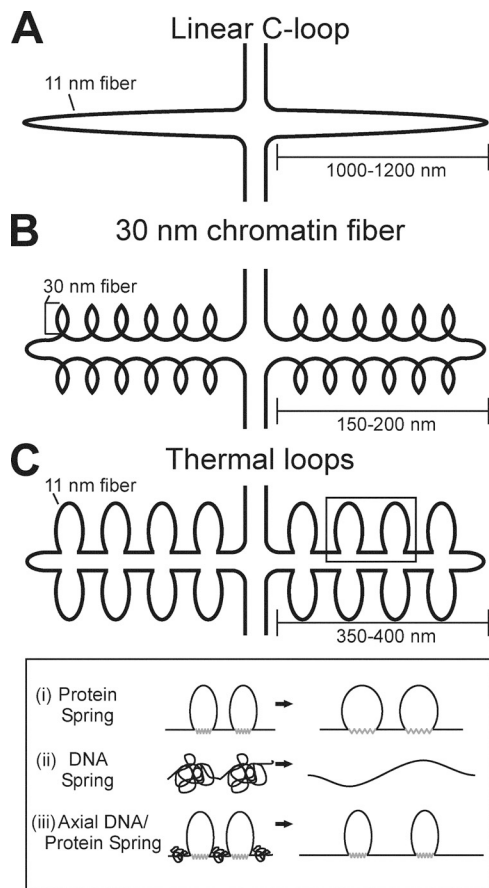 A
Linear C-loop
11 nm fiber
1000-1200 nm
B
30 nm chromatin fiber
30 nm fiber
150-200 nm
C
Thermal loops
11 nm fiber
350-400 nm
(i) Protein
Spring
(ii) DNA
Spring
(iii) Axial DNA/
Protein Spring